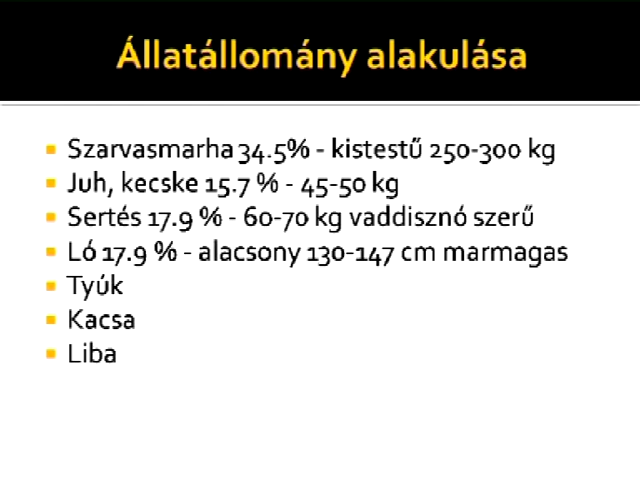 Állatállomány alakulása
Szarvasmarha 34.5% - kistestű 250-300 kg
Juh, kecske 15.7 % - 45-50 kg
Sertés 17.9 % - 60-70 kg vaddisznó szerű
Ló 17.9 % - alacsony 130-147 cm marmagas
Tyúk
Kacsa
Liba